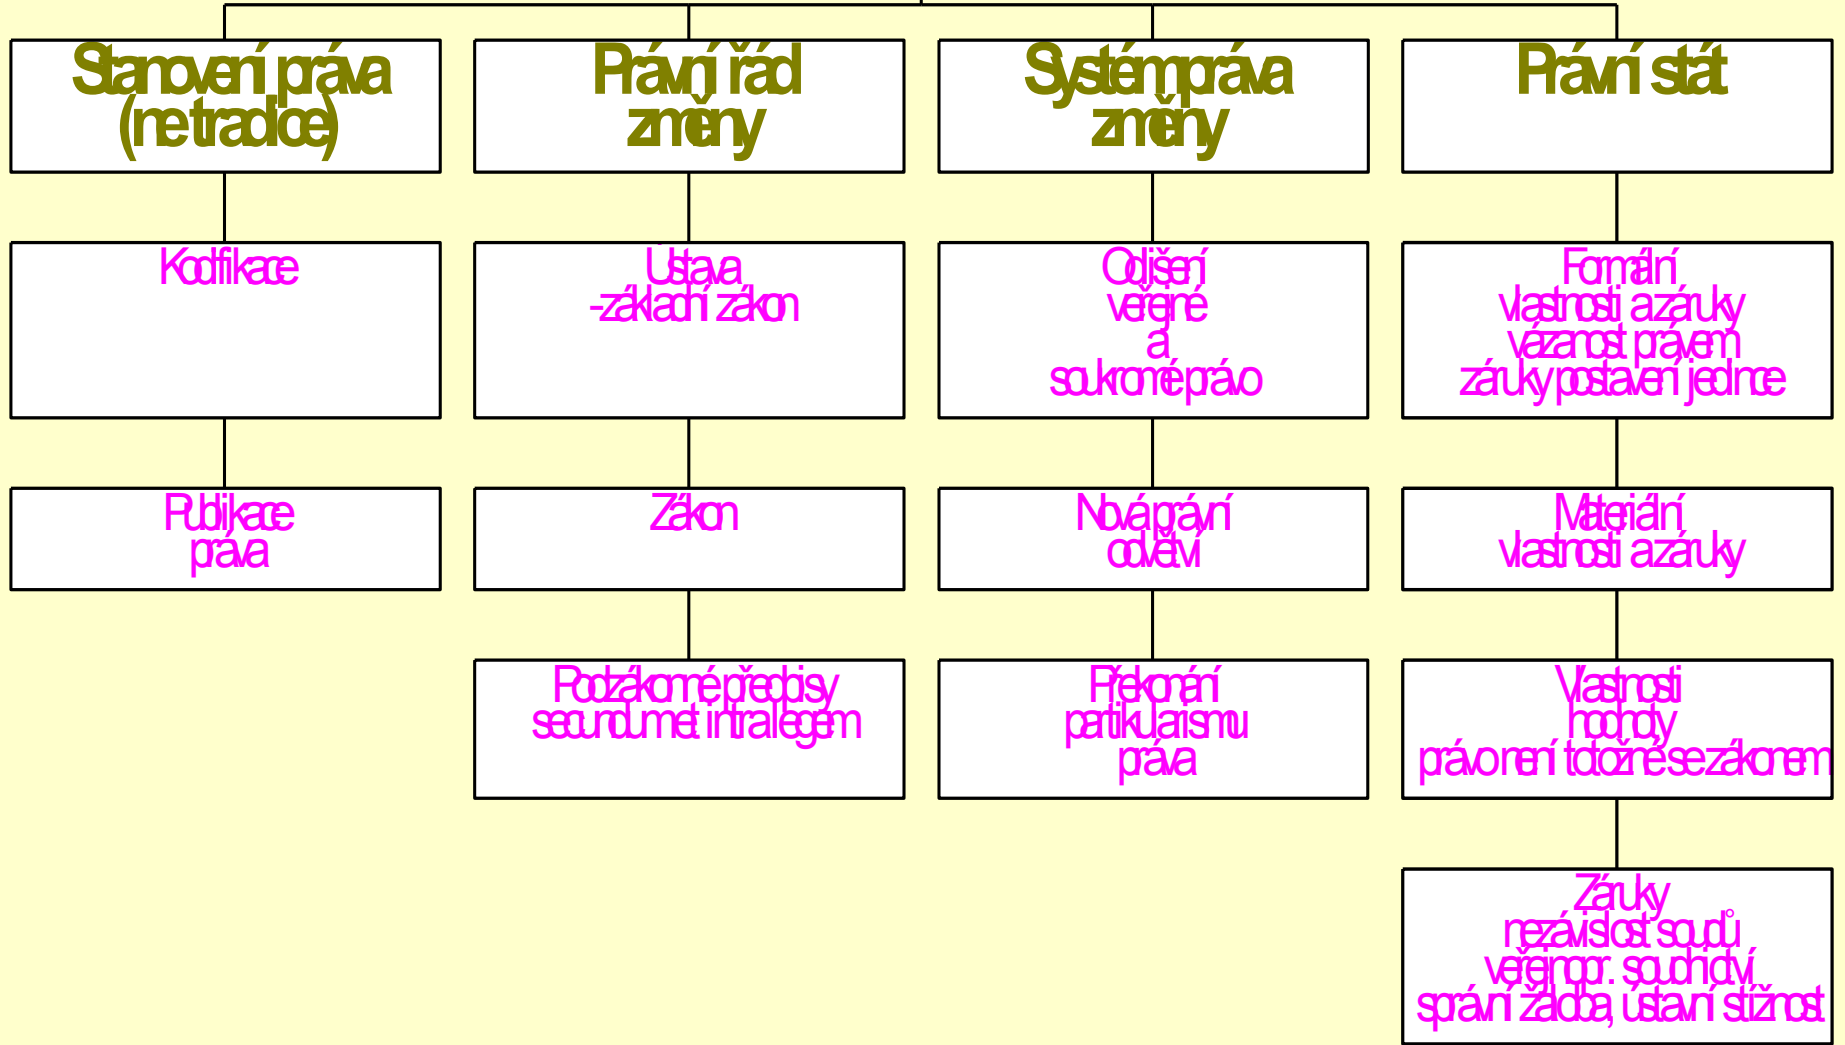 Stanovení práva
(ne tradice)
Právní řád
změny
Systém práva
změny
Právní stát
Kodifikace
Ústava
-základní zákon
Odlišení
veřejné
a
soukromé právo
Formální
vlastnosti a záruky
vázanost právem
záruky postavení jedince
Publikace
práva
Zákon
Nová právní
odvětví
Materiální
vlastnosti a záruky
Podzákonné předpisy
secundum et intra legem
Překonání
partikularismu
práva
Vlastnosti
hodnoty
právo není totožné se zákonem
Záruky
nezávislost soudů
veřejnopr. soudnictví
správní žaloba, ústavní stížnost